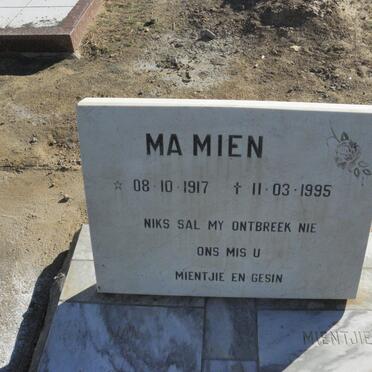 MA MIEN
☆ 08·10·1917 ✝ 11·03·1995
NIKS SAL MY ONTBREEK NIE
ONS MIS U
MIENTJIE EN GESIN
MIENTJIE